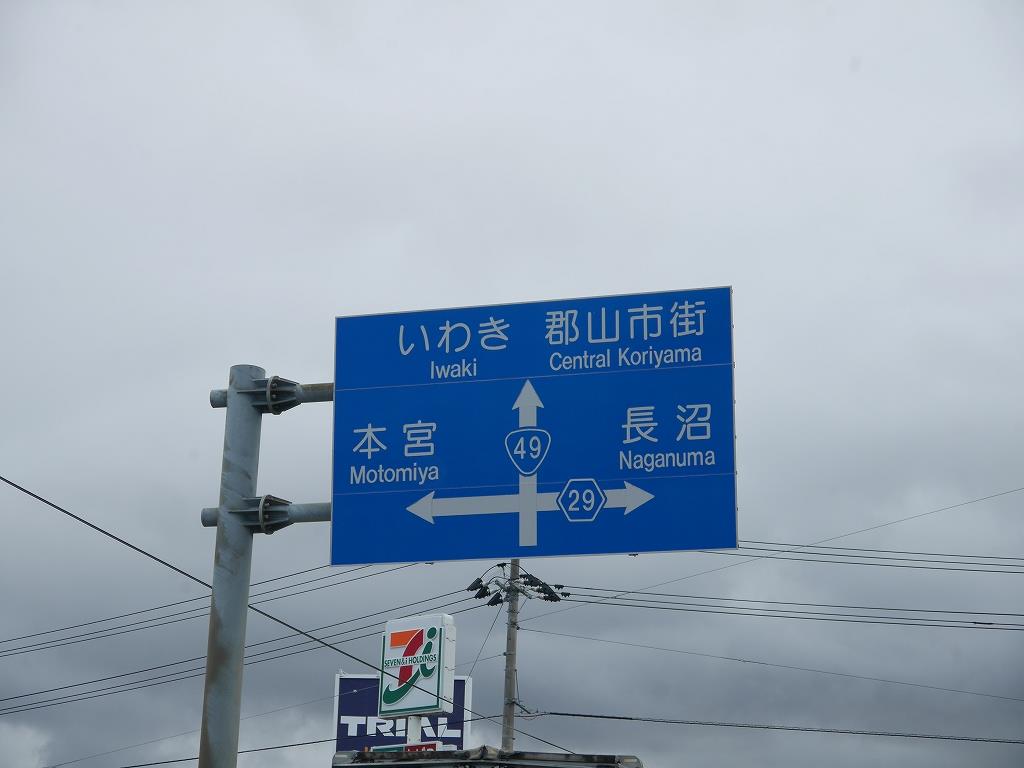 いわき 郡山市街
Iwaki Central Koriyama
本宮 長沼
Motomiya Naganuma
49
29
7i
SEVEN & i HOLDINGS
TRIAL